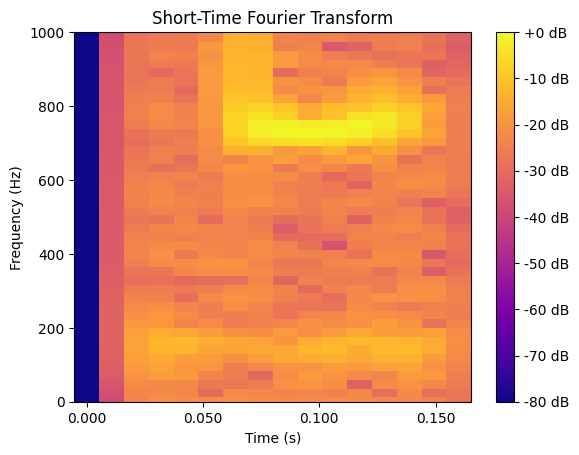 Short-Time Fourier Transform
Frequency (Hz)
1000
800
600
400
200
0
0.000
0.050
0.100
0.150
Time (s)
+0 dB
-10 dB
-20 dB
-30 dB
-40 dB
-50 dB
-60 dB
-70 dB
-80 dB